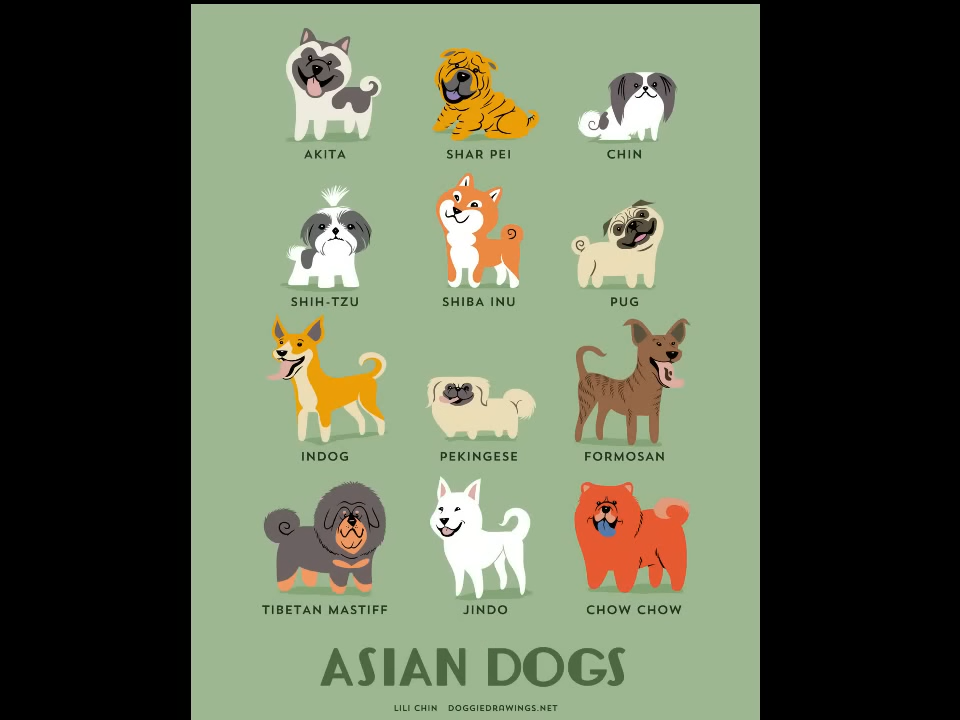 AKITA
SHAR PEI
CHIN
SHIH-TZU
SHIBA INU
PUG
INDOG
PEKINGESE
FORMOSAN
TIBETAN MASTIFF
JINDO
CHOW CHOW
ASIAN DOGS
LILI CHIN DOGGIEDRAWINGS.NET